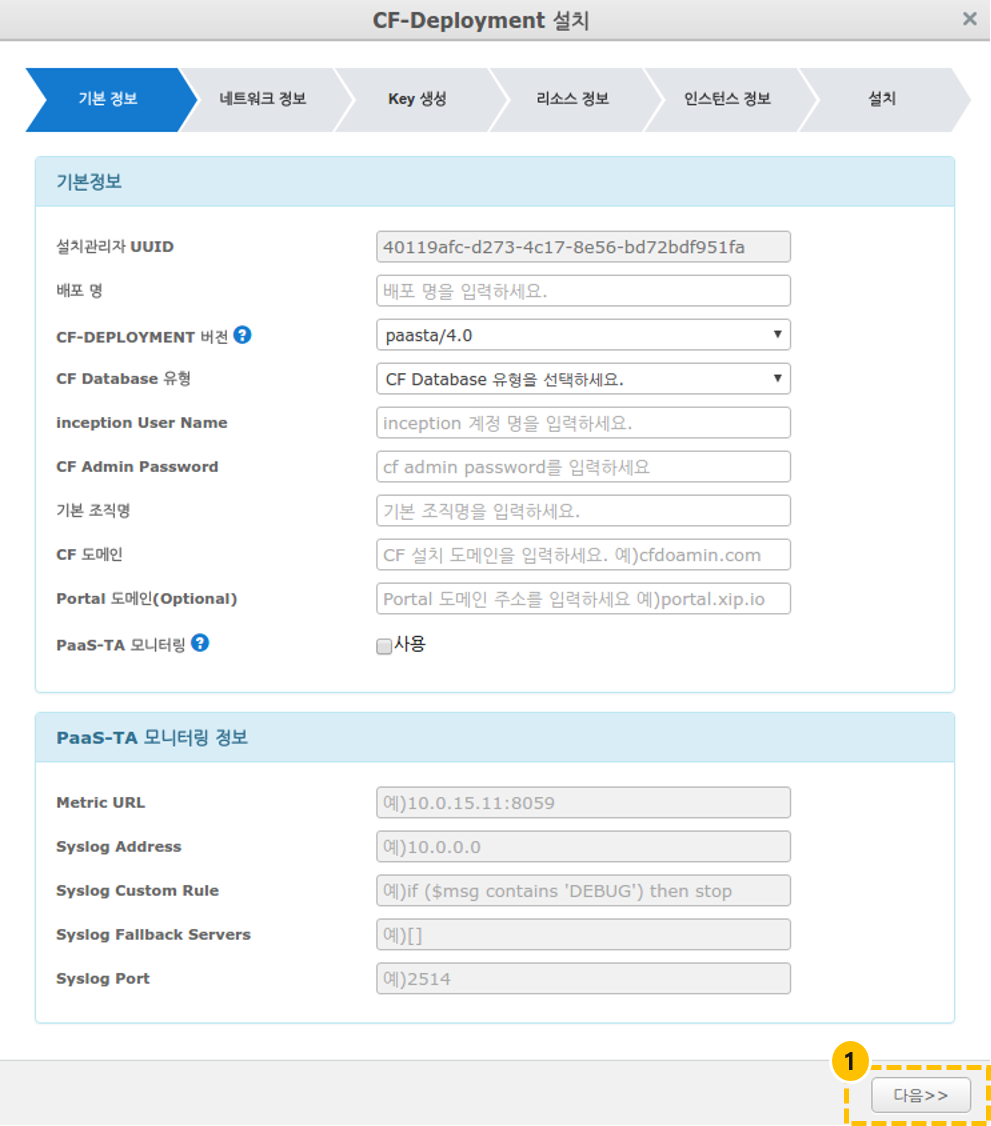 CF-Deployment 설치 ×
기본 정보 네트워크 정보 Key 생성 리소스 정보 인스턴스 정보 설치
기본정보
설치관리자 UUID 40119afc-d273-4c17-8e56-bd72bdf951fa
배포 명 배포 명을 입력하세요.
CF-DEPLOYMENT 버전 ? paasta/4.0
CF Database 유형 CF Database 유형을 선택하세요.
inception User Name inception 계정 명을 입력하세요.
CF Admin Password cf admin password를 입력하세요
기본 조직명 기본 조직명을 입력하세요.
CF 도메인 CF 설치 도메인을 입력하세요. 예)cfdoamin.com
Portal 도메인(Optional) Portal 도메인 주소를 입력하세요 예)portal.xip.io
PaaS-TA 모니터링 ? 사용
PaaS-TA 모니터링 정보
Metric URL 예)10.0.15.11:8059
Syslog Address 예)10.0.0.0
Syslog Custom Rule 예)if ($msg contains 'DEBUG') then stop
Syslog Fallback Servers 예)[]
Syslog Port 예)2514
1
다음>>